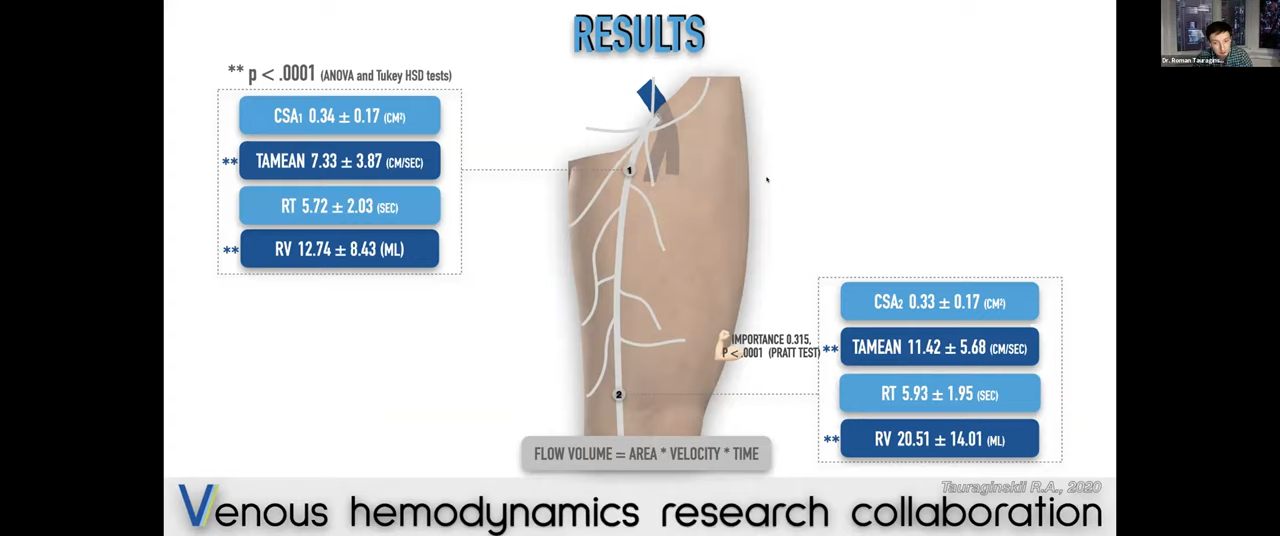 RESULTS
Dr. Roman Tauragins...
** p < .0001 (ANOVA and Tukey HSD tests)
CSA₁ 0.34 ± 0.17 (CM²)
** TAMEAN 7.33 ± 3.87 (CM/SEC)
RT 5.72 ± 2.03 (SEC)
** RV 12.74 ± 8.43 (ML)
1
CSA₂ 0.33 ± 0.17 (CM²)
IMPORTANCE 0.315,
P < .0001 (PRATT TEST)
** TAMEAN 11.42 ± 5.68 (CM/SEC)
RT 5.93 ± 1.95 (SEC)
2
** RV 20.51 ± 14.01 (ML)
FLOW VOLUME = AREA * VELOCITY * TIME
Tauraginskii R.A., 2020
Venous hemodynamics research collaboration